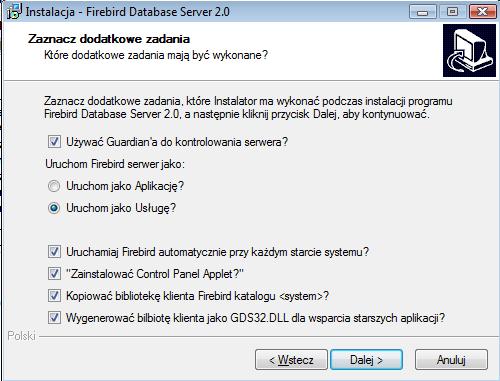 Instalacja - Firebird Database Server 2.0
Zaznacz dodatkowe zadania
Które dodatkowe zadania mają być wykonane?
Zaznacz dodatkowe zadania, które Instalator ma wykonać podczas instalacji programu
Firebird Database Server 2.0, a następnie kliknij przycisk Dalej, aby kontynuować.
Używać Guardian'a do kontrolowania serwera?
Uruchom Firebird serwer jako:
Uruchom jako Aplikację?
Uruchom jako Usługę?
Uruchamiaj Firebird automatycznie przy każdym starcie systemu?
"Zainstalować Control Panel Applet?"
Kopiować bibliotekę klienta Firebird katalogu <system>?
Wygenerować bilbiotę klienta jako GDS32.DLL dla wsparcia starszych aplikacji?
Polski
< Wstecz
Dalej >
Anuluj